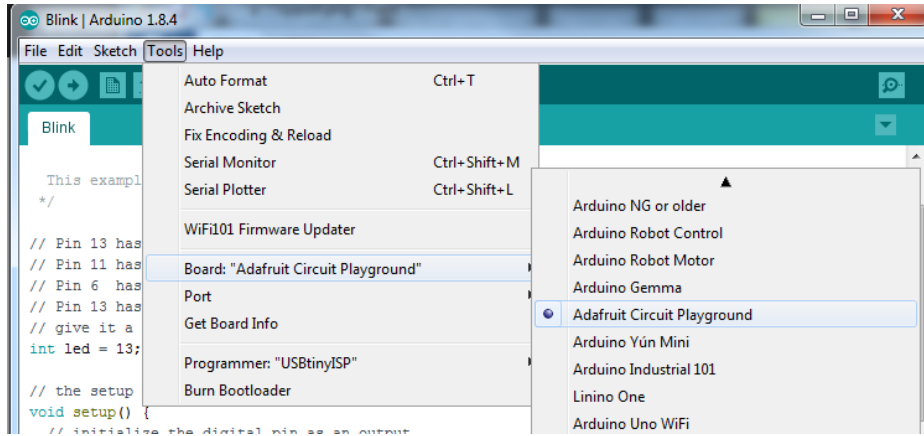 Blink | Arduino 1.8.4
File Edit Sketch Tools Help
Auto Format Ctrl+T
Archive Sketch
Fix Encoding & Reload
Serial Monitor Ctrl+Shift+M
Serial Plotter Ctrl+Shift+L
WiFi101 Firmware Updater
Board: "Adafruit Circuit Playground"
Port
Get Board Info
Programmer: "USBtinyISP"
Burn Bootloader
Arduino NG or older
Arduino Robot Control
Arduino Robot Motor
Arduino Gemma
Adafruit Circuit Playground
Arduino Yún Mini
Arduino Industrial 101
Linino One
Arduino Uno WiFi
Blink
This exampl
*/
// Pin 13 has
// Pin 11 has
// Pin 6 has
// Pin 13 has
// give it a
int led = 13;
// the setup
void setup() {
// initialize the digital pin as an output